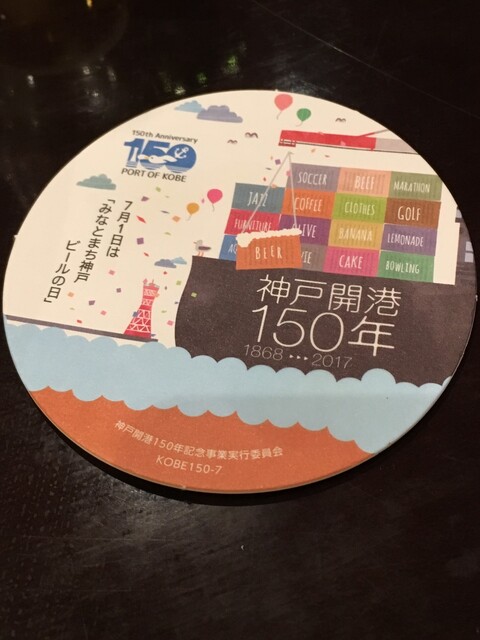 150th Anniversary
150
PORT OF KOBE
7月1日は
「みなとまち神戸
ビールの日」
SOCCER
BEEF
MARATHON
JAZZ
COFFEE
CLOTHES
GOLF
FURNITURE
BANANA
LEMONADE
BEER
CAKE
BOWLING
神戸開港
150年
1868 ••• 2017
神戸開港150年記念事業実行委員会
KOBE150-7